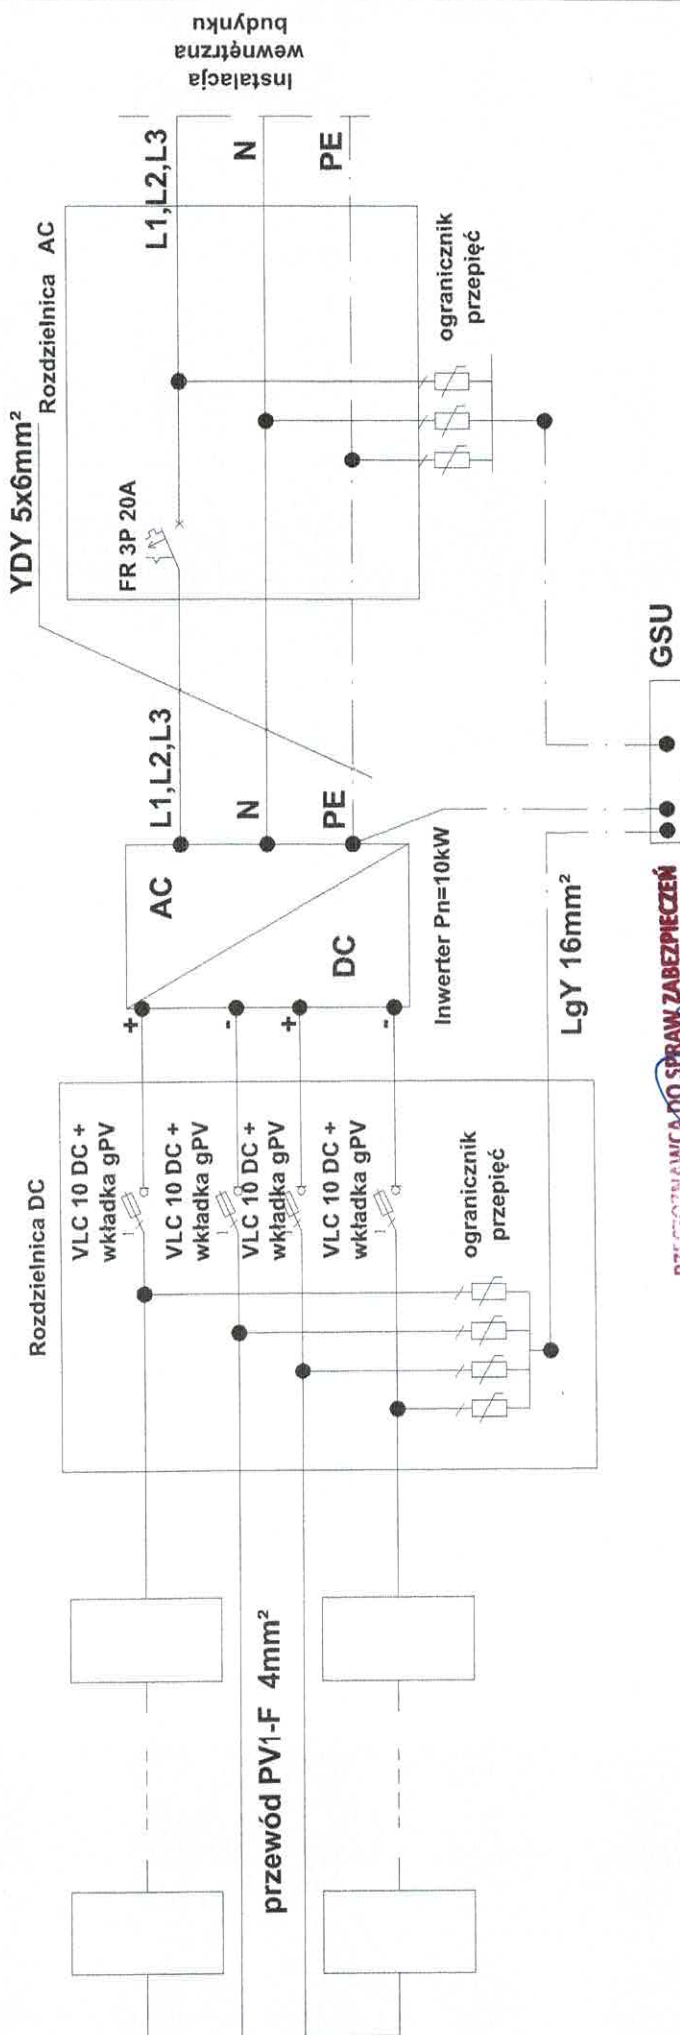 Instalacja
wewnętrzna
budynku
L1,L2,L3
N
PE
Rozdzielnica AC
ogranicznik
przepięć
YDY 5x6mm²
FR 3P 20A
L1,L2,L3
N
PE
GSU
AC
DC
Inwerter Pn=10kW
LgY 16mm²
+
-
+
-
Rozdzielnica DC
VLC 10 DC +
wkładka gPV
VLC 10 DC +
wkładka gPV
VLC 10 DC +
wkładka gPV
VLC 10 DC +
wkładka gPV
ogranicznik
przepięć
przewód PV1-F 4mm²
RZECZOZNAWCA DO SPRAW ZABEZPIECZEŃ